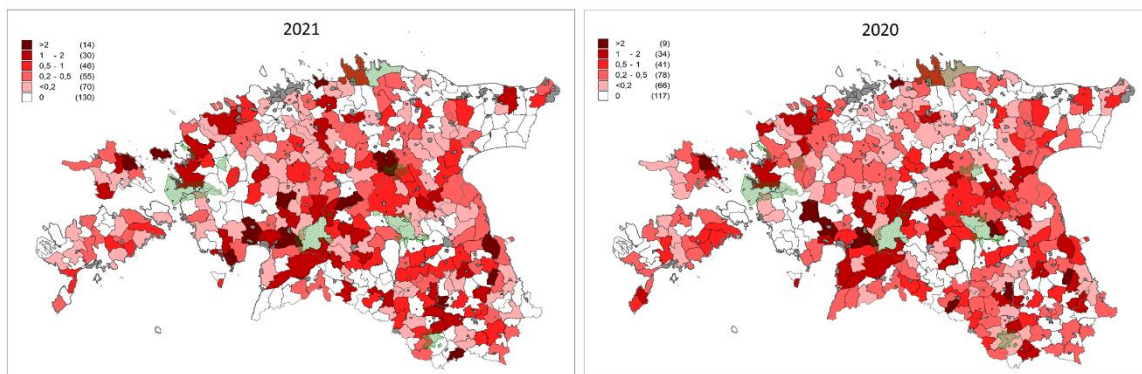 2021
>2 (14)
1 - 2 (30)
0,5 - 1 (46)
0,2 - 0,5 (55)
<0,2 (70)
0 (130)
2020
>2 (9)
1 - 2 (34)
0,5 - 1 (41)
0,2 - 0,5 (78)
<0,2 (66)
0 (117)